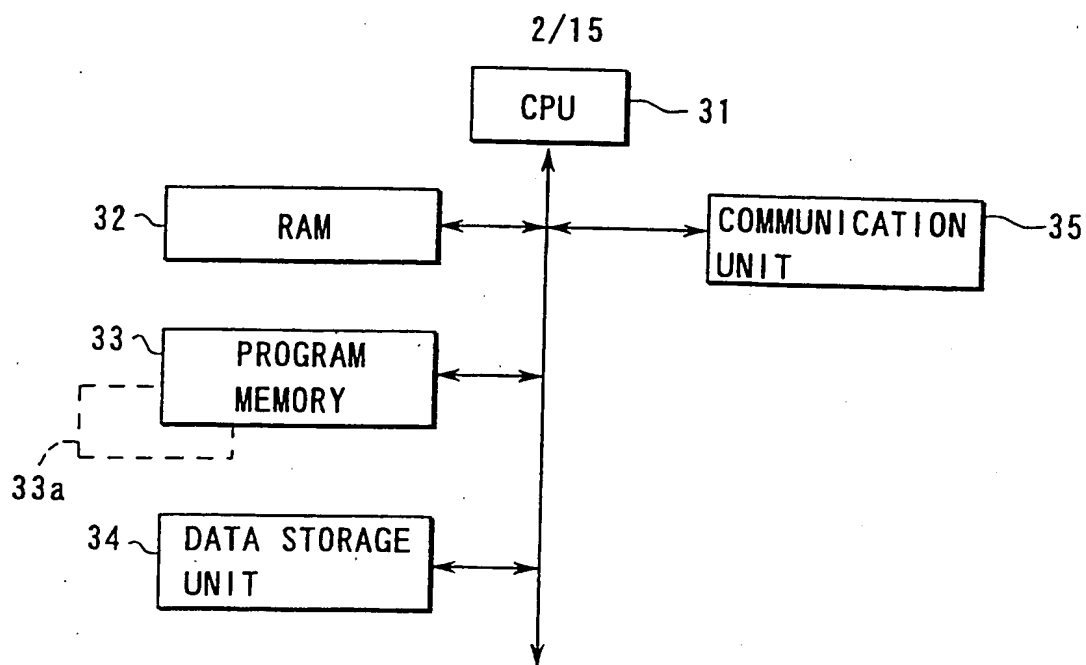 2/15
CPU
31
32
RAM
COMMUNICATION
UNIT
35
33
PROGRAM
MEMORY
33a
34
DATA STORAGE
UNIT